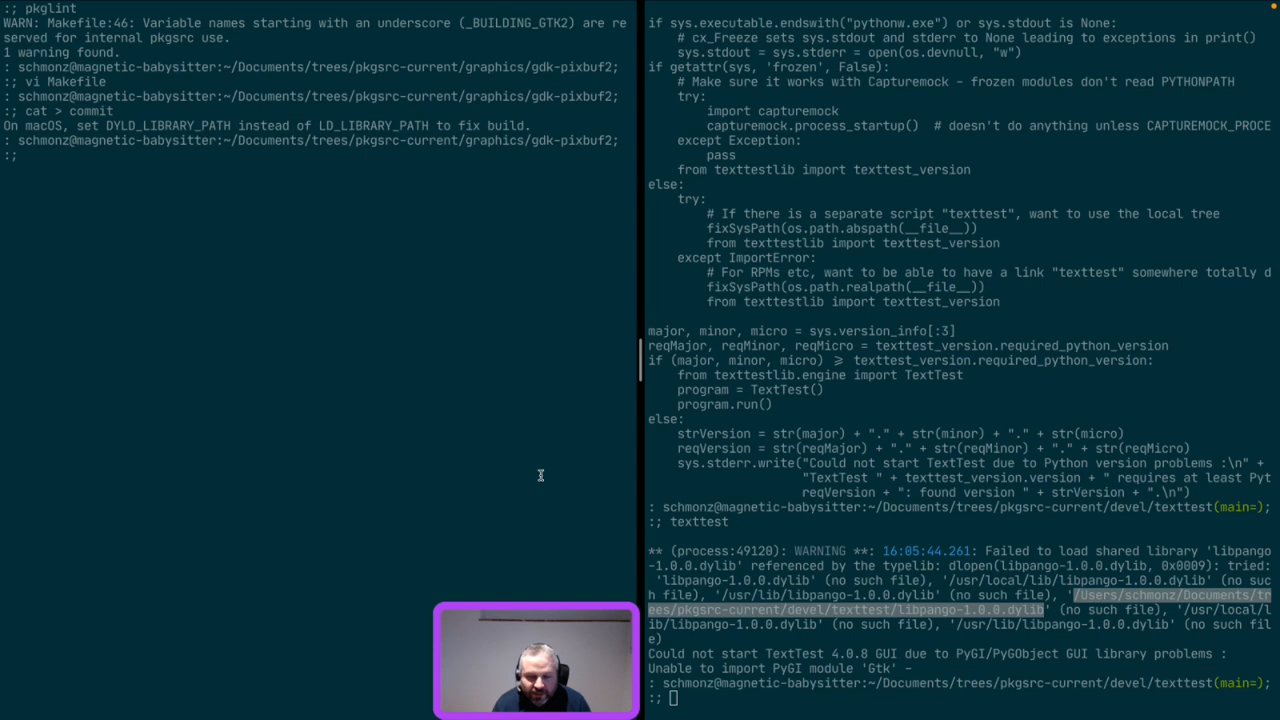 :; pkglint
WARN: Makefile:46: Variable names starting with an underscore (_BUILDING_GTK2) are re
served for internal pkgsrc use.
1 warning found.
: schmonz@magnetic-babysitter:~/Documents/trees/pkgsrc-current/graphics/gdk-pixbuf2;
:; vi Makefile
: schmonz@magnetic-babysitter:~/Documents/trees/pkgsrc-current/graphics/gdk-pixbuf2;
:; cat > commit
On macOS, set DYLD_LIBRARY_PATH instead of LD_LIBRARY_PATH to fix build.
: schmonz@magnetic-babysitter:~/Documents/trees/pkgsrc-current/graphics/gdk-pixbuf2;
:;
if sys.executable.endswith("pythonw.exe") or sys.stdout is None:
# cx_Freeze sets sys.stdout and stderr to None leading to exceptions in print()
sys.stdout = sys.stderr = open(os.devnull, "w")
if getattr(sys, 'frozen', False):
# Make sure it works with Capturemock - frozen modules don't read PYTHONPATH
try:
import capturemock
capturemock.process_startup()  # doesn't do anything unless CAPTUREMOCK_PROCE
except Exception:
pass
from texttestlib import texttest_version
else:
try:
# If there is a separate script "texttest", want to use the local tree
fixSysPath(os.path.abspath(__file__))
from texttestlib import texttest_version
except ImportError:
# For RPMs etc, want to be able to have a link "texttest" somewhere totally d
fixSysPath(os.path.realpath(__file__))
from texttestlib import texttest_version
major, minor, micro = sys.version_info[:3]
reqMajor, reqMinor, reqMicro = texttest_version.required_python_version
if (major, minor, micro) ≥ texttest_version.required_python_version:
from texttestlib.engine import TextTest
program = TextTest()
program.run()
else:
strVersion = str(major) + "." + str(minor) + "." + str(micro)
reqVersion = str(reqMajor) + "." + str(reqMinor) + "." + str(reqMicro)
sys.stderr.write("Could not start TextTest due to Python version problems :\n" +
"TextTest " + texttest_version.version + " requires at least Pyt
reqVersion + ": found version " + strVersion + ".\n")
: schmonz@magnetic-babysitter:~/Documents/trees/pkgsrc-current/devel/texttest(main=);
:; texttest
** (process:49120): WARNING **: 16:05:44.261: Failed to load shared library 'libpango
-1.0.0.dylib' referenced by the typelib: dlopen(libpango-1.0.0.dylib, 0x0009): tried:
'libpango-1.0.0.dylib' (no such file), '/usr/local/lib/libpango-1.0.0.dylib' (no suc
h file), '/usr/lib/libpango-1.0.0.dylib' (no such file), '/Users/schmonz/Documents/tr
ees/pkgsrc-current/devel/texttest/libpango-1.0.0.dylib' (no such file), '/usr/local/l
ib/libpango-1.0.0.dylib' (no such file), '/usr/lib/libpango-1.0.0.dylib' (no such fil
e)
Could not start TextTest 4.0.8 GUI due to PyGI/PyGObject GUI library problems :
Unable to import PyGI module 'Gtk' -
: schmonz@magnetic-babysitter:~/Documents/trees/pkgsrc-current/devel/texttest(main=);
:;